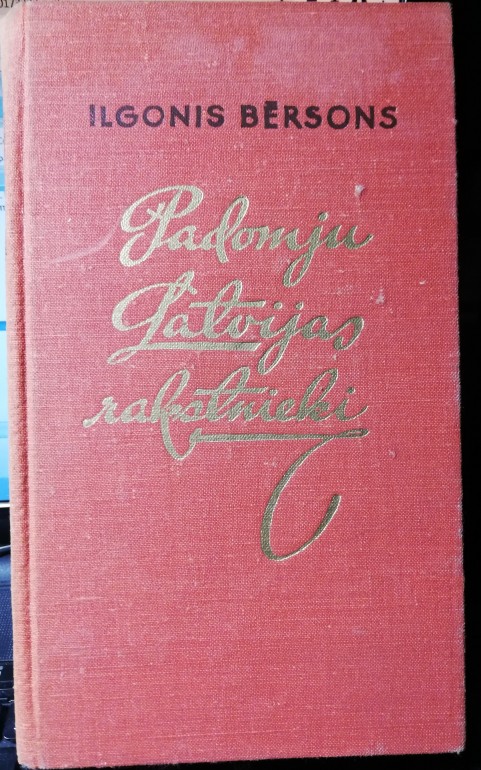 ILGONIS BĒRSONS
Padomju
Latvijas
rakstnieki